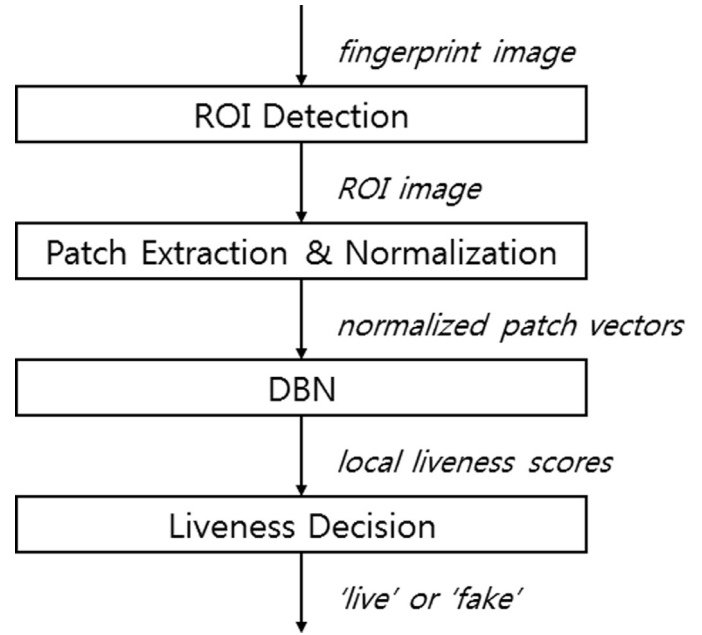 fingerprint image
ROI Detection
ROI image
Patch Extraction & Normalization
normalized patch vectors
DBN
local liveness scores
Liveness Decision
'live' or 'fake'